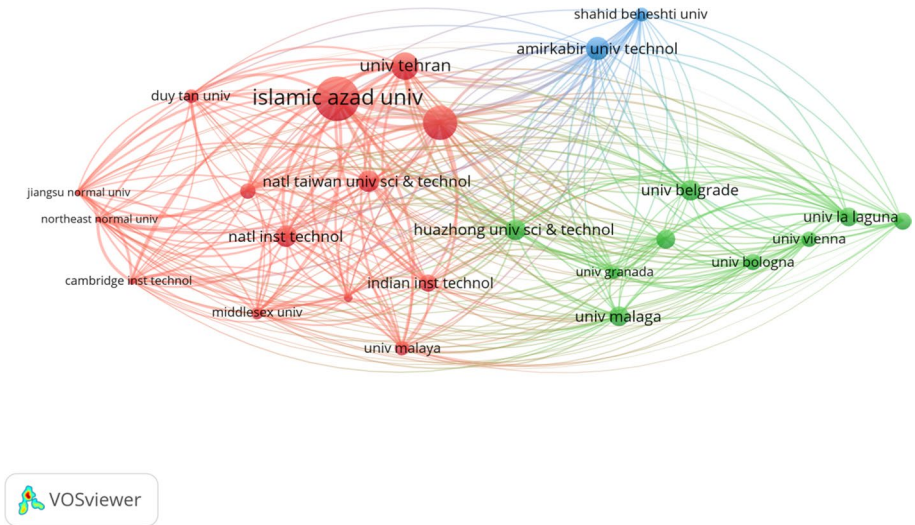 shahid beheshti univ
amirkabir univ technol
univ tehran
duy tan univ
islamic azad univ
natl taiwan univ sci & technol
jiangsu normal univ
univ belgrade
northeast normal univ
univ la laguna
natl inst technol
huazhong univ sci & technol
univ vienna
univ bologna
univ granada
cambridge inst technol
indian inst technol
middlesex univ
univ malaga
univ malaya
VOSviewer